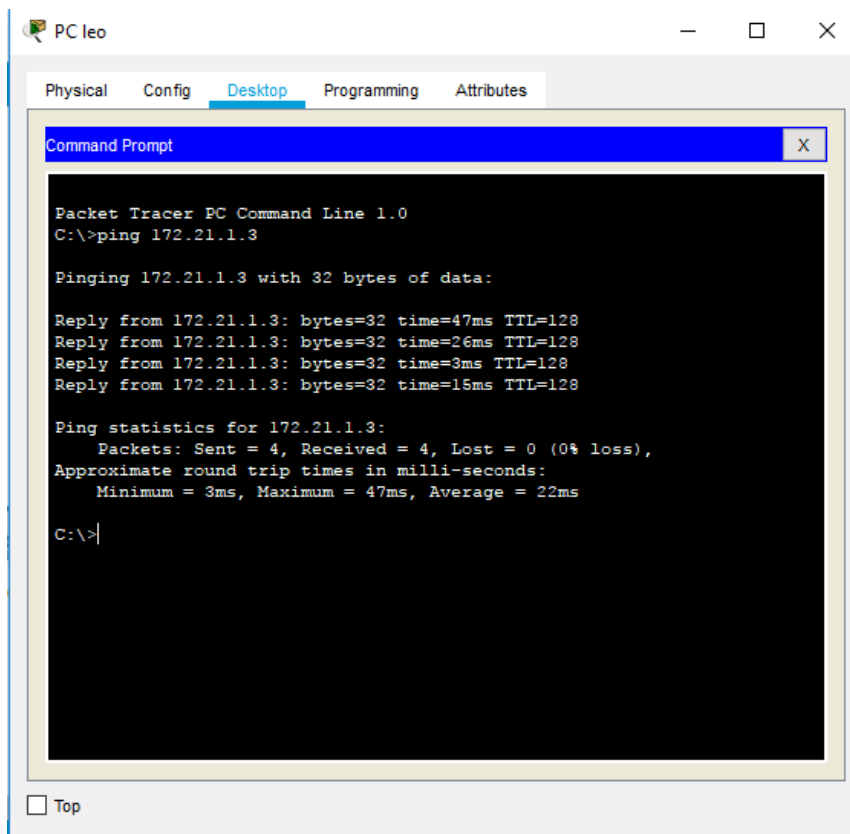 PC leo
Physical Config Desktop Programming Attributes
Command Prompt
X
Packet Tracer PC Command Line 1.0
C:\>ping 172.21.1.3
Pinging 172.21.1.3 with 32 bytes of data:
Reply from 172.21.1.3: bytes=32 time=47ms TTL=128
Reply from 172.21.1.3: bytes=32 time=26ms TTL=128
Reply from 172.21.1.3: bytes=32 time=3ms TTL=128
Reply from 172.21.1.3: bytes=32 time=15ms TTL=128
Ping statistics for 172.21.1.3:
Packets: Sent = 4, Received = 4, Lost = 0 (0% loss),
Approximate round trip times in milli-seconds:
Minimum = 3ms, Maximum = 47ms, Average = 22ms
C:\>
Top